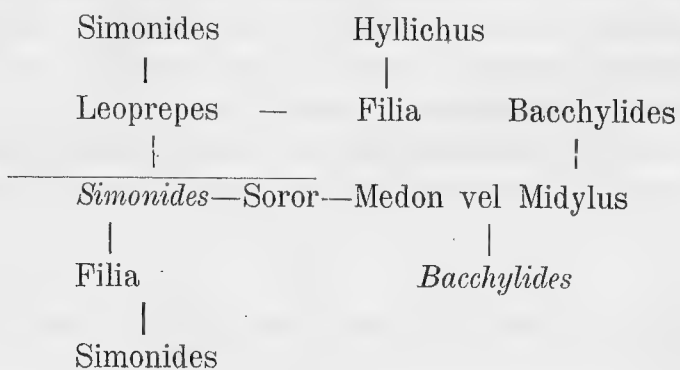 Simonides Hyllichus
Leoprepes — Filia Bacchylides
Simonides—Soror—Medon vel Midylus
Filia Bacchylides
Simonides